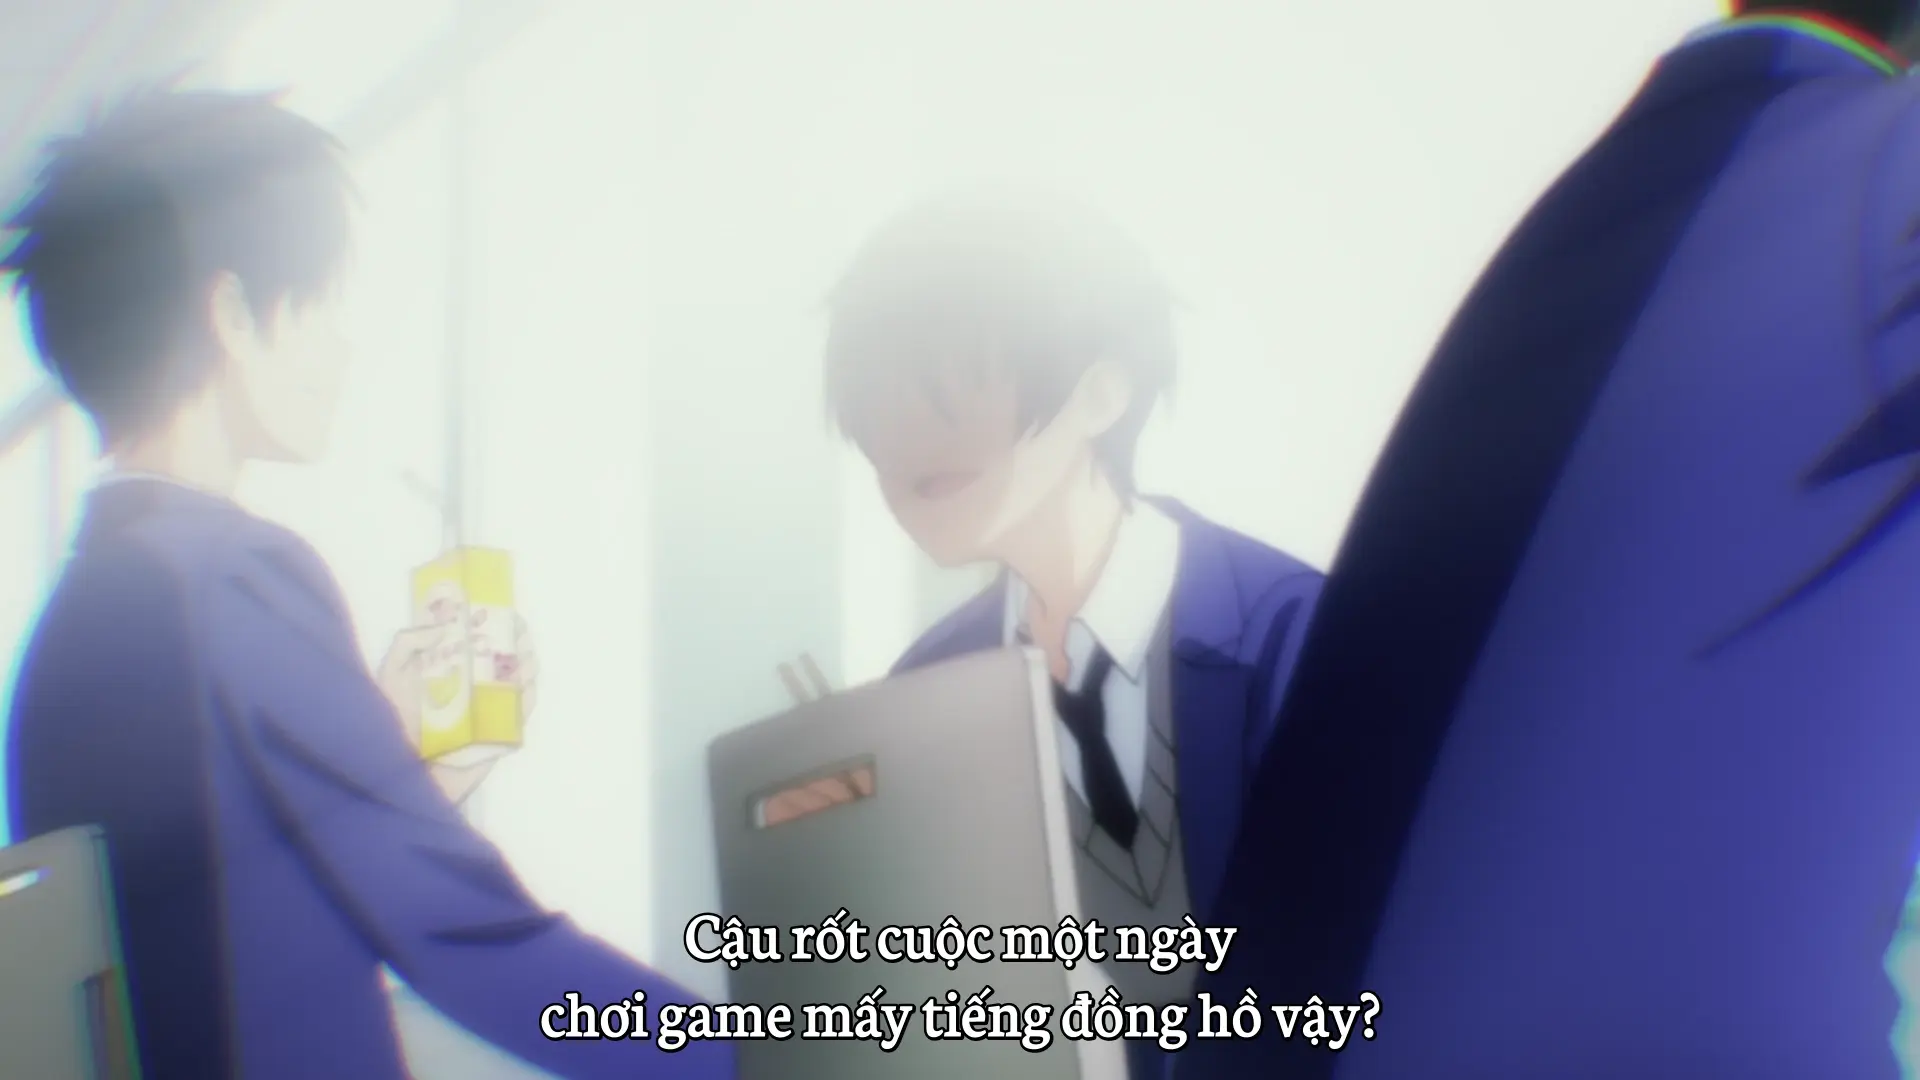 Cậu rốt cuộc một ngày
chơi game mấy tiếng đồng hồ vậy?